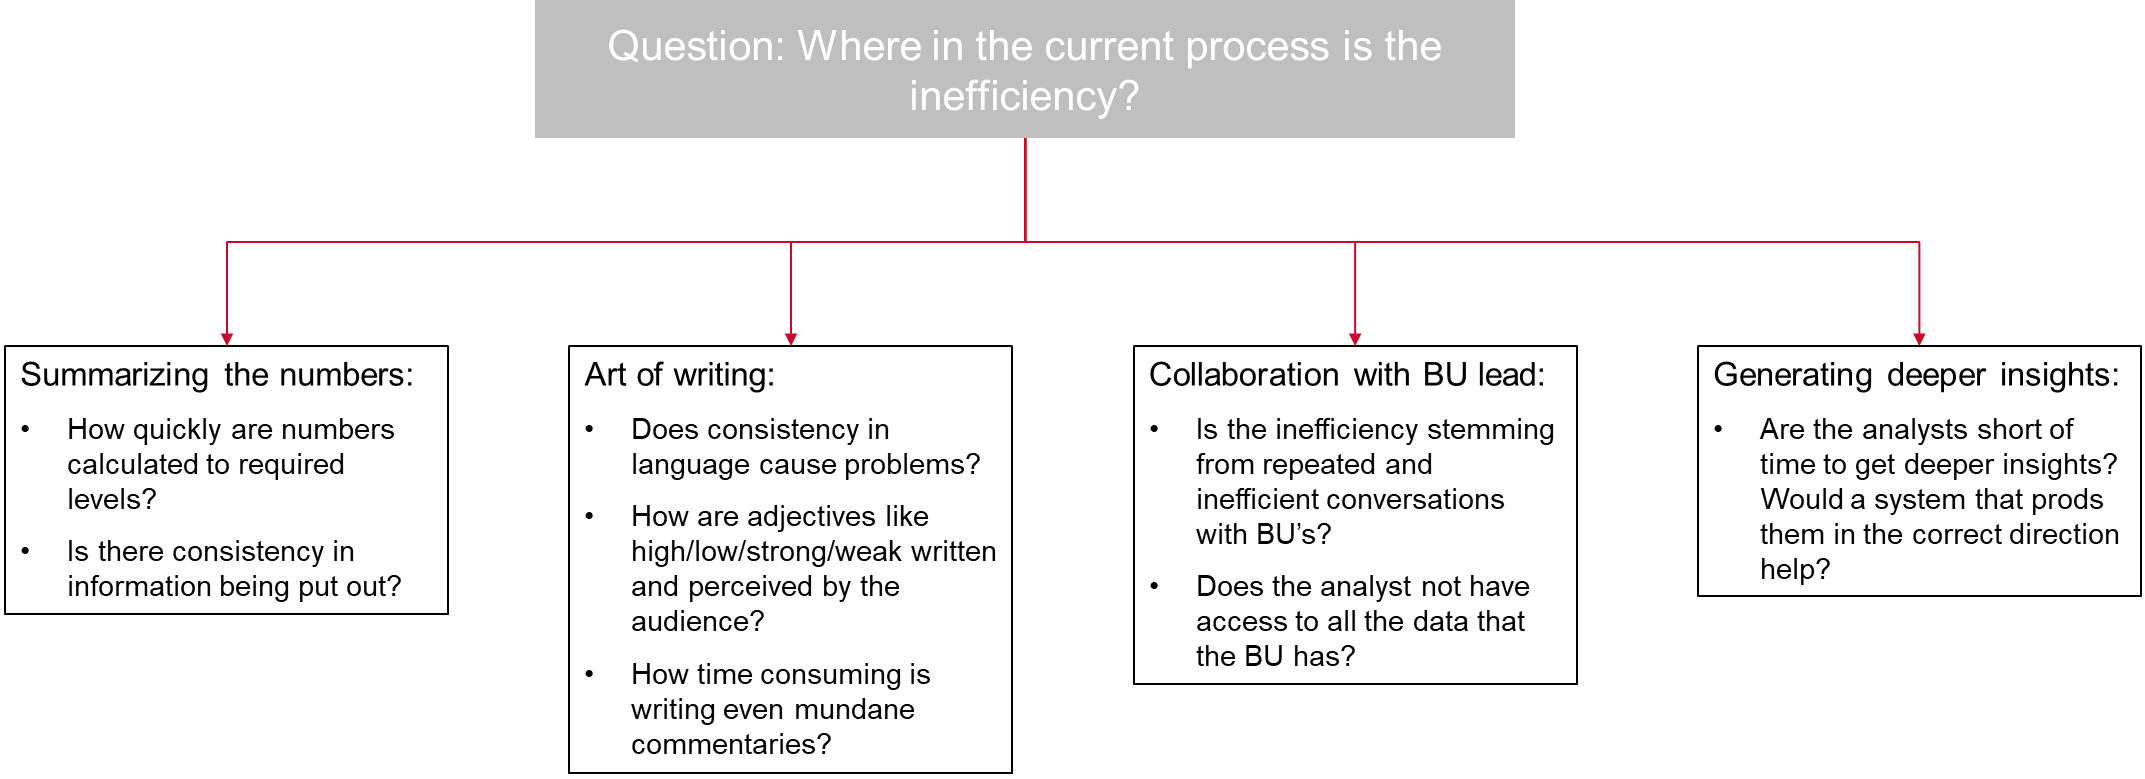 Question: Where in the current process is the
inefficiency?
Summarizing the numbers:
• How quickly are numbers
calculated to required
levels?
• Is there consistency in
information being put out?
Art of writing:
• Does consistency in
language cause problems?
• How are adjectives like
high/low/strong/weak written
and perceived by the
audience?
• How time consuming is
writing even mundane
commentaries?
Collaboration with BU lead:
• Is the inefficiency stemming
from repeated and
inefficient conversations
with BU’s?
• Does the analyst not have
access to all the data that
the BU has?
Generating deeper insights:
• Are the analysts short of
time to get deeper insights?
Would a system that prods
them in the correct direction
help?